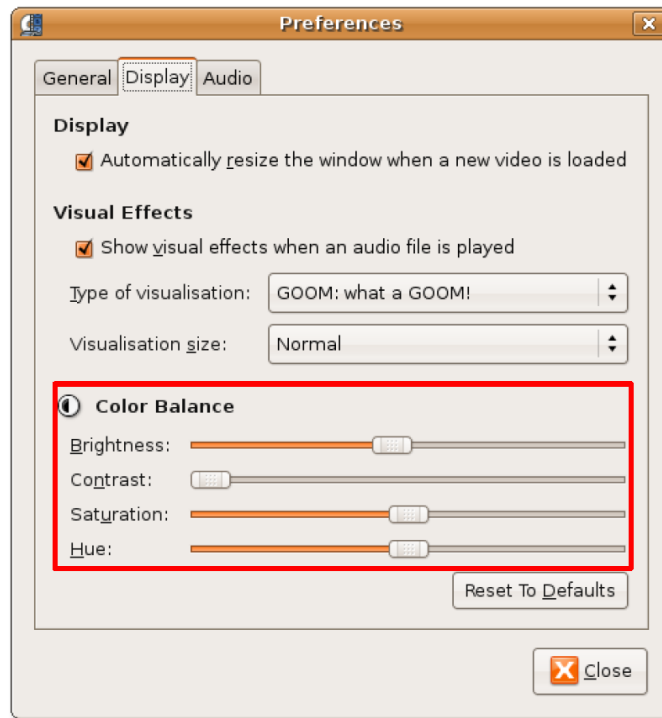 Preferences
General Display Audio
Display
Automatically resize the window when a new video is loaded
Visual Effects
Show visual effects when an audio file is played
Type of visualisation: GOOM: what a GOOM!
Visualisation size: Normal
Color Balance
Brightness:
Contrast:
Saturation:
Hue:
Reset To Defaults
Close